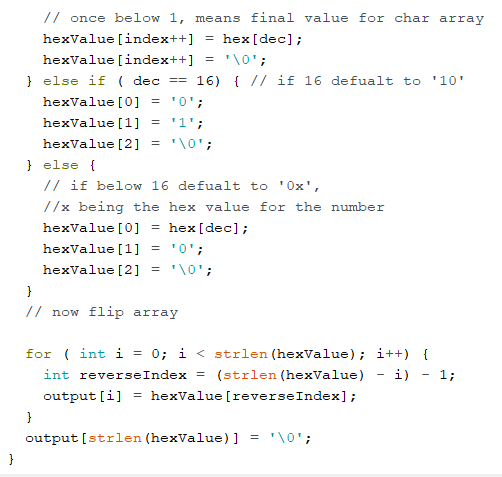 // once below 1, means final value for char array
hexValue[index++] = hex[dec];
hexValue[index++] = '\0';
} else if ( dec == 16) { // if 16 defualt to '10'
hexValue[0] = '0';
hexValue[1] = '1';
hexValue[2] = '\0';
} else {
// if below 16 defualt to '0x',
//x being the hex value for the number
hexValue[0] = hex[dec];
hexValue[1] = '0';
hexValue[2] = '\0';
}
// now flip array
for ( int i = 0; i < strlen(hexValue); i++) {
int reverseIndex = (strlen(hexValue) - i) - 1;
output[i] = hexValue[reverseIndex];
}
output[strlen(hexValue)] = '\0';
}